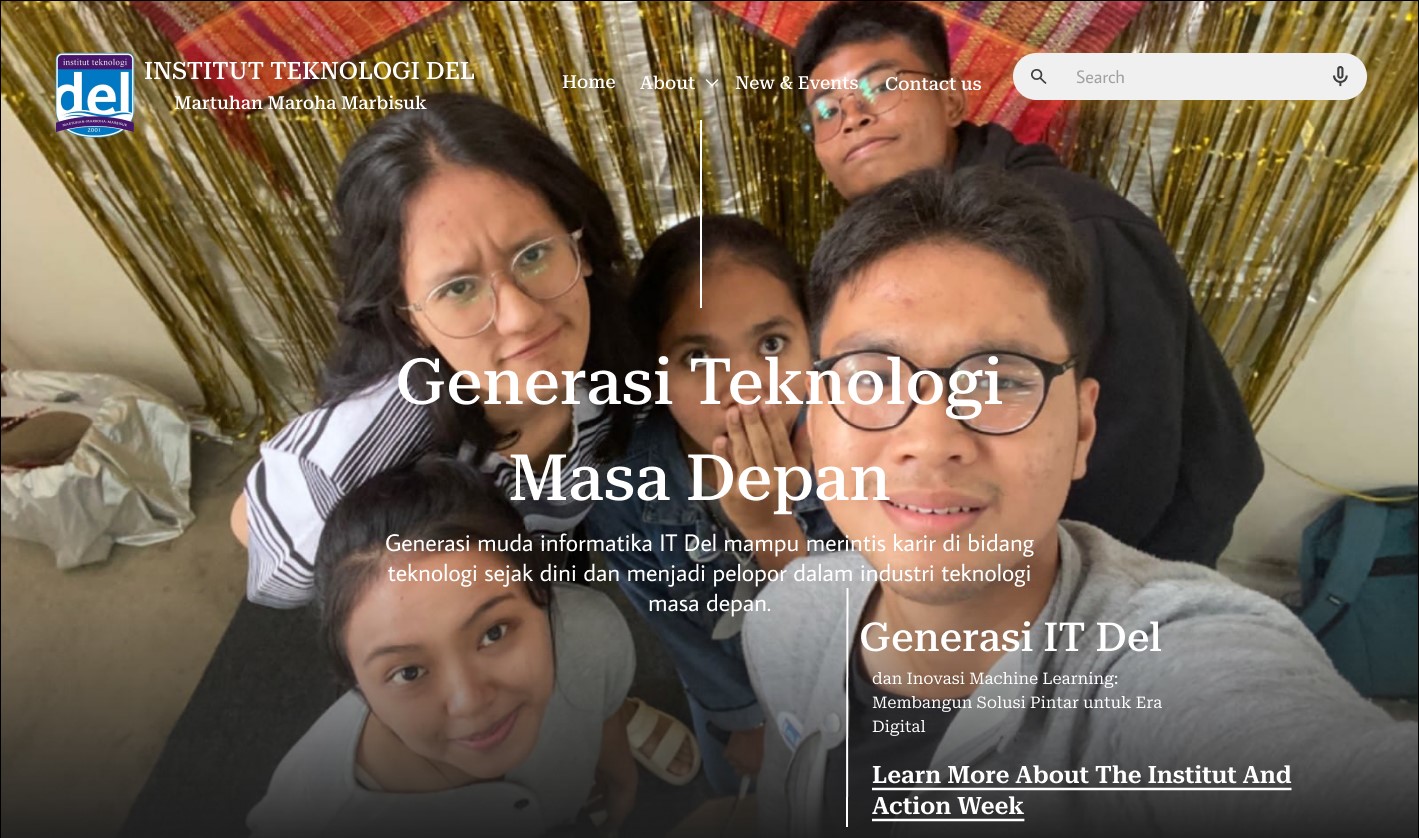 institut teknologi
del
MARTUHAN-MAROHA-MARBISUK
2001
INSTITUT TEKNOLOGI DEL
Martuhan Maroha Marbisuk
Home About New & Events Contact us
Search
Generasi Teknologi
Masa Depan
Generasi muda informatika IT Del mampu merintis karir di bidang
teknologi sejak dini dan menjadi pelopor dalam industri teknologi
masa depan.
Generasi IT Del
dan Inovasi Machine Learning:
Membangun Solusi Pintar untuk Era
Digital
Learn More About The Institut And
Action Week